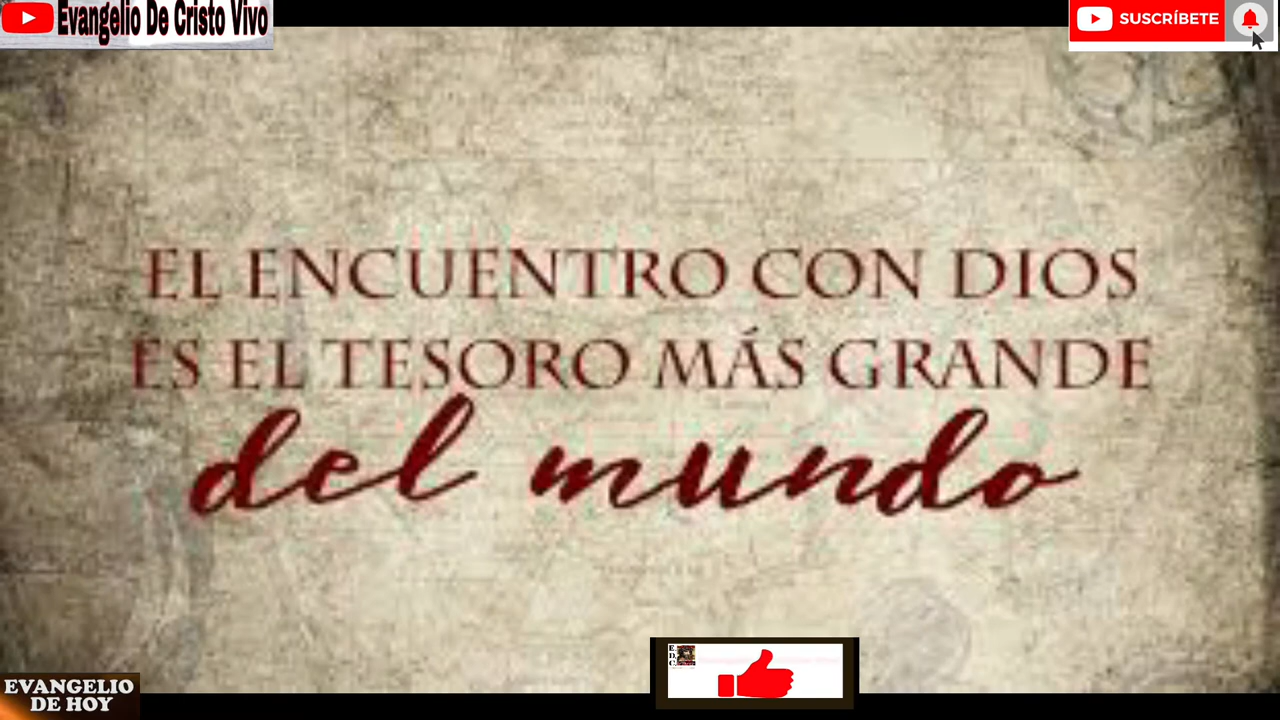 Evangelio De Cristo Vivo
SUSCRÍBETE
EL ENCUENTRO CON DIOS
ES EL TESORO MÁS GRANDE
del mundo
E.
D.
C.
EVANGELIO
DE HOY